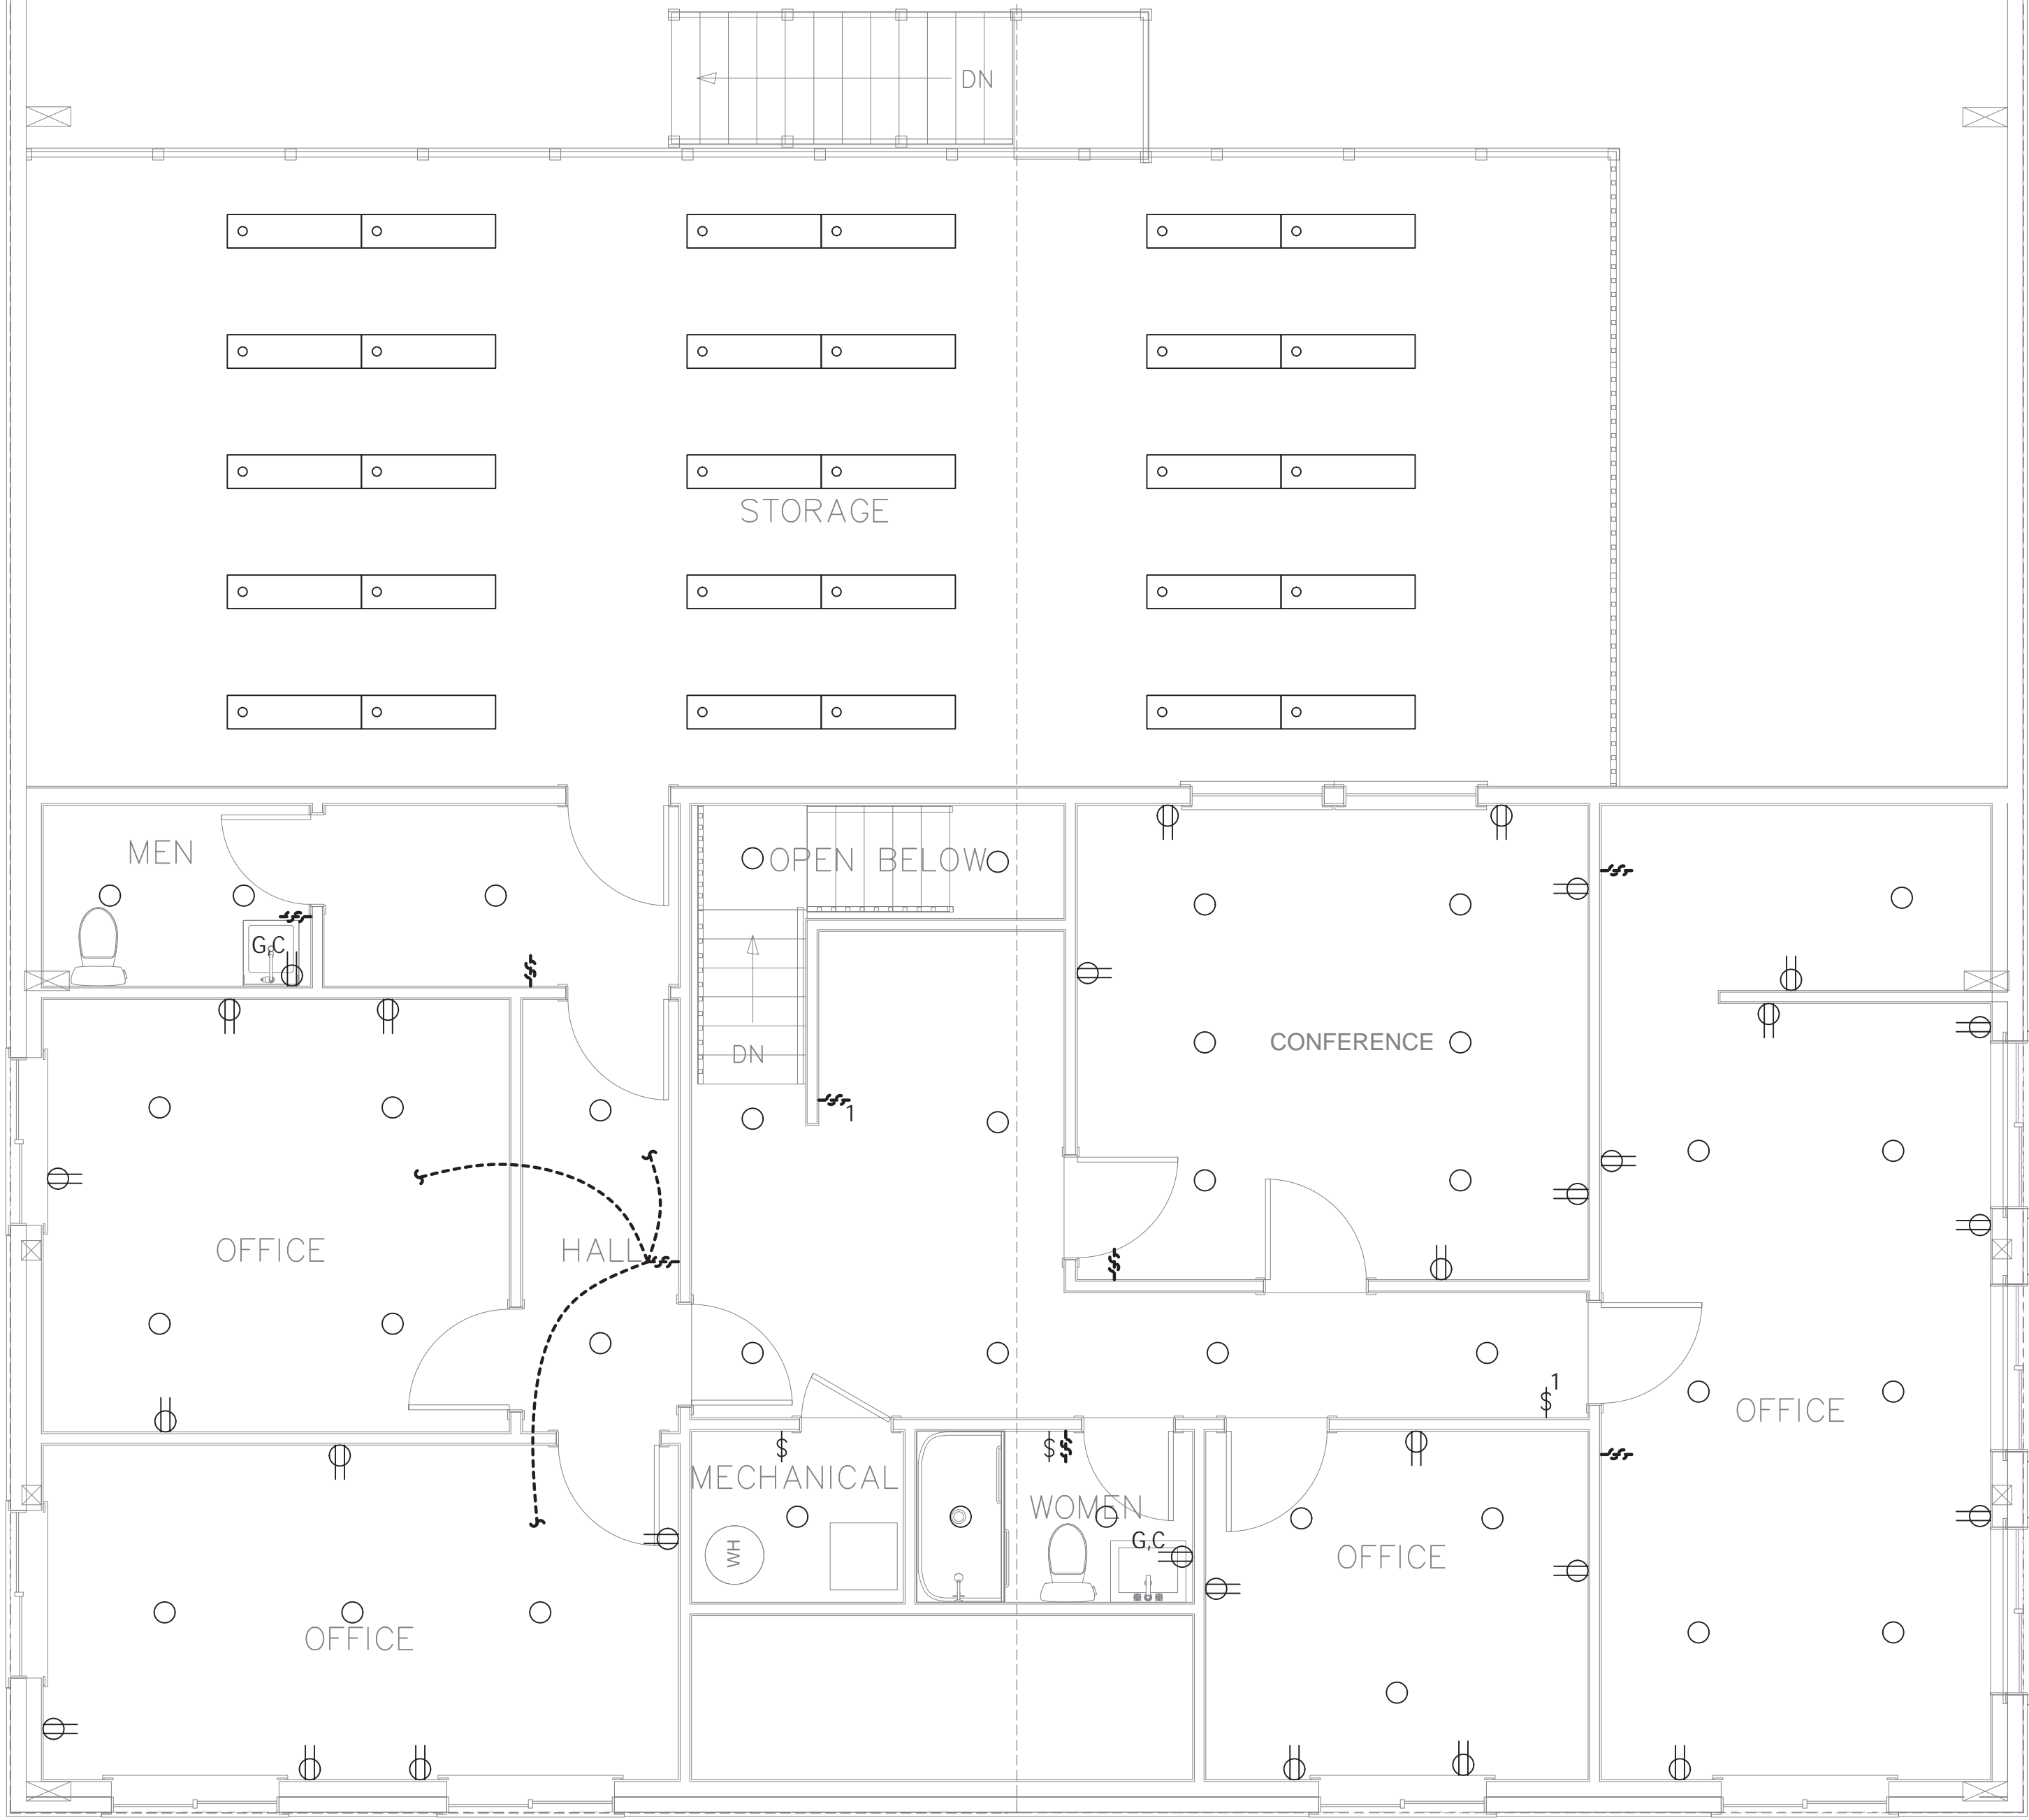 DN
STORAGE
MEN
OPEN BELOW
G,C
$
CONFERENCE
DN
$
1
$
OFFICE
HALL
$
$
1
$
OFFICE
$
$
$
$
MECHANICAL
WOMEN
G,C
WH
OFFICE
OFFICE